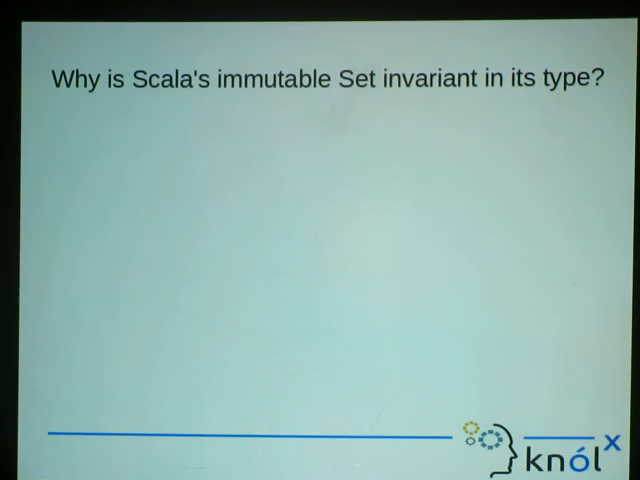 Why is Scala's immutable Set invariant in its type?
knólx